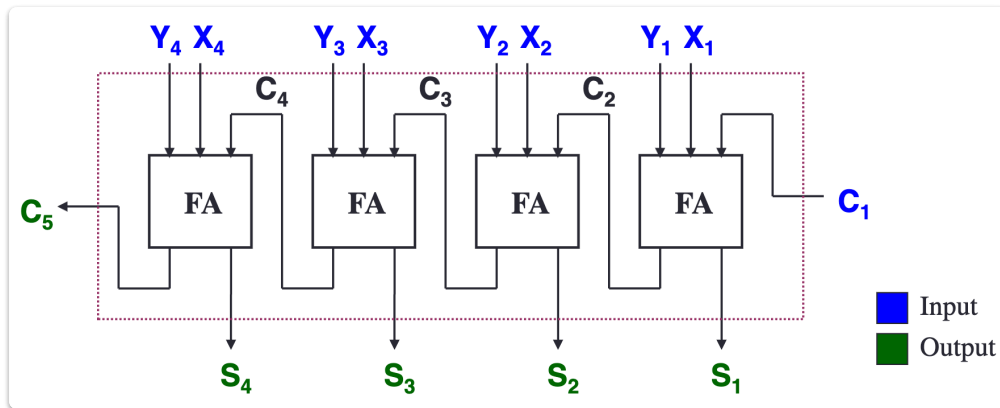 Y₄ X₄ Y₃ X₃ Y₂ X₂ Y₁ X₁
C₄ C₃ C₂
FA FA FA FA
C₅ C₁
S₄ S₃ S₂ S₁
Input
Output